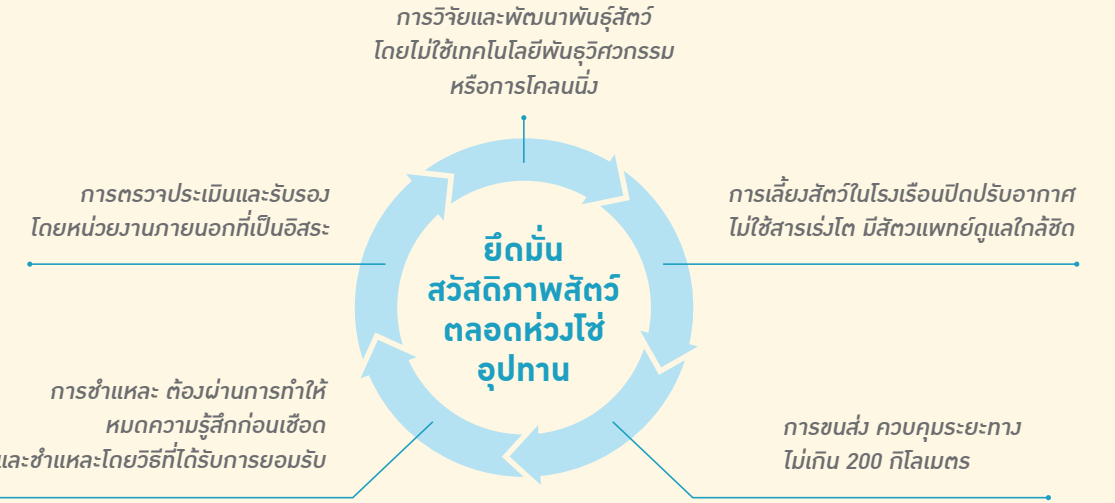 การวิจัยและพัฒนาพันธุ์สัตว์
โดยไม่ใช้เทคโนโลยีพันธุวิศวกรรม
หรือการโคลนนิ่ง
การเลี้ยงสัตว์ในโรงเรือนปิดปรับอากาศ
ไม่ใช้สารเร่งโต มีสัตวแพทย์ดูแลใกล้ชิด
การขนส่ง ควบคุมระยะทาง
ไม่เกิน 200 กิโลเมตร
การชำแหละ ต้องผ่านการทำให้
หมดความรู้สึกก่อนเชือด
และชำแหละโดยวิธีที่ได้รับการยอมรับ
การตรวจประเมินและรับรอง
โดยหน่วยงานภายนอกที่เป็นอิสระ
ยึดมั่น
สวัสดิภาพสัตว์
ตลอดห่วงโซ่
อุปทาน